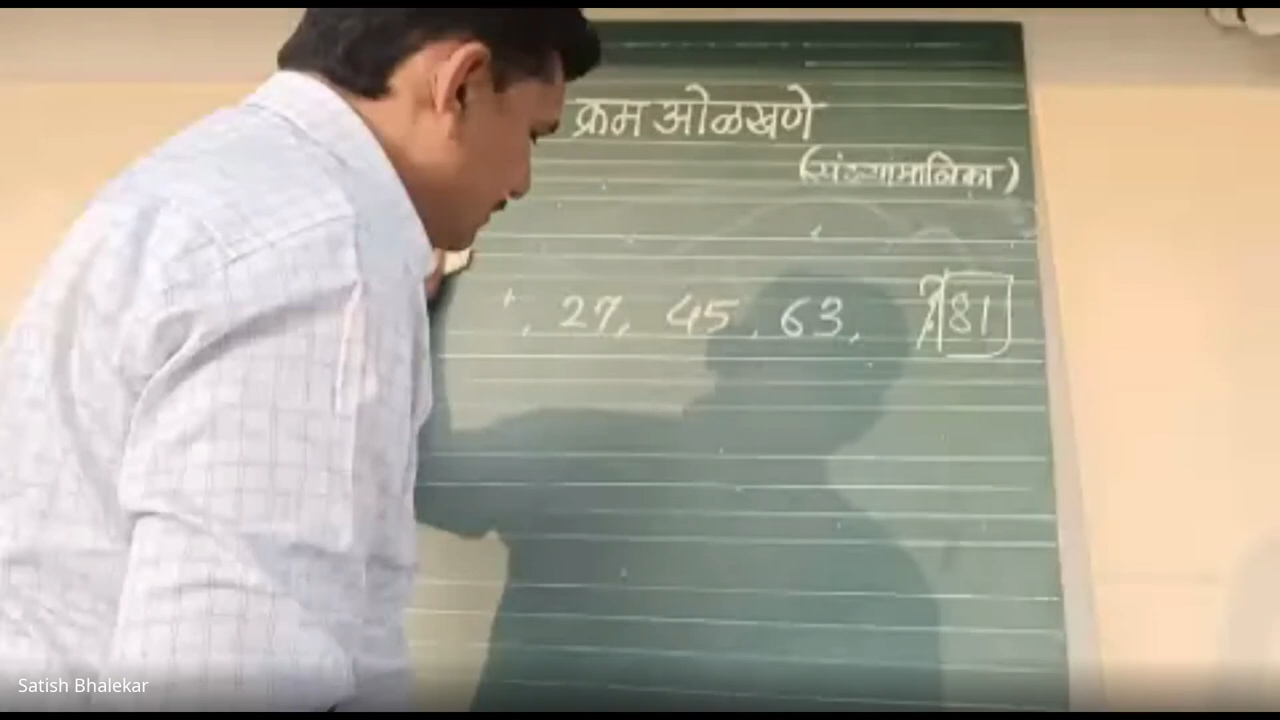 क्रम ओळखणे
(संख्यामालिका)
, 27, 45, 63, ? 81
Satish Bhalekar